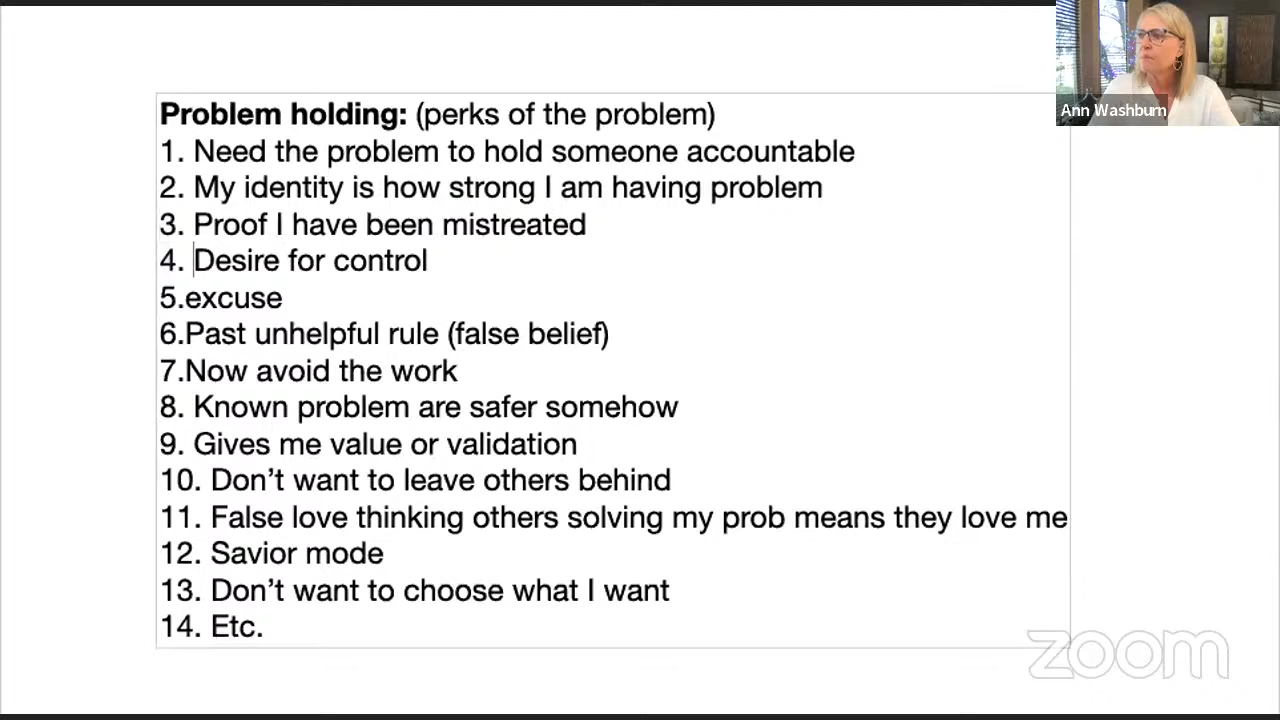 Problem holding: (perks of the problem)
1. Need the problem to hold someone accountable
2. My identity is how strong I am having problem
3. Proof I have been mistreated
4. Desire for control
5.excuse
6.Past unhelpful rule (false belief)
7.Now avoid the work
8. Known problem are safer somehow
9. Gives me value or validation
10. Don’t want to leave others behind
11. False love thinking others solving my prob means they love me
12. Savior mode
13. Don’t want to choose what I want
14. Etc.
Ann Washburn
zoom